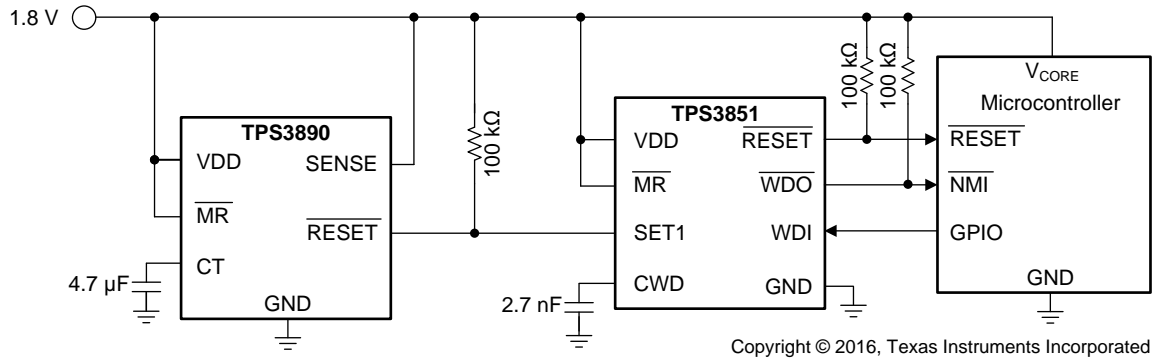 1.8 V
TPS3890
VDD
SENSE
MR
RESET
CT
GND
4.7 µF
100 kΩ
TPS3851
VDD
RESET
MR
WDO
SET1
WDI
CWD
GND
2.7 nF
100 kΩ
100 kΩ
VCORE
Microcontroller
RESET
NMI
GPIO
GND
Copyright © 2016, Texas Instruments Incorporated